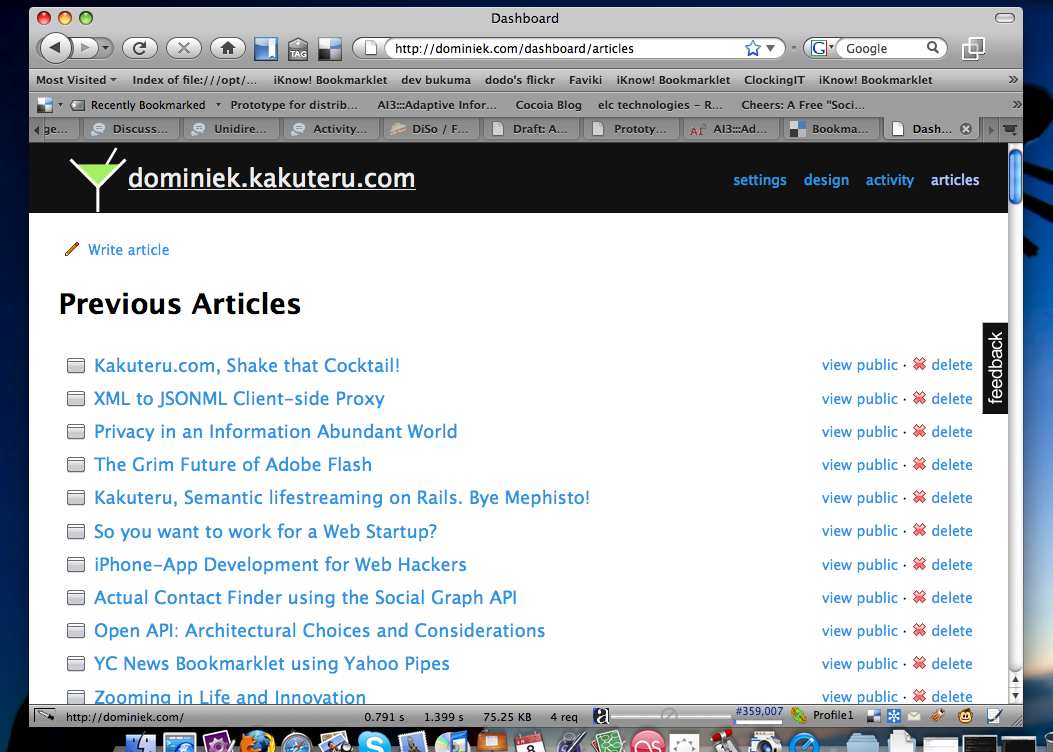 Dashboard
http://dominiek.com/dashboard/articles
G Google
TAG
Most Visited Index of file:///opt/... iKnow! Bookmarklet dev bukuma dodo's flickr Faviki iKnow! Bookmarklet ClockingIT iKnow! Bookmarklet »
Recently Bookmarked Prototype for distrib... AI3:::Adaptive Infor... Cocoia Blog elc technologies – R... Cheers: A Free "Soci... »
ge... Discuss... Unidire... Activity... DiSo / F... Draft: A... Prototy... AI3:::Ad... Bookma... Dash...
dominiek.kakuteru.com
settings design activity articles
Write article
Previous Articles
feedback
Kakuteru.com, Shake that Cocktail! view public · delete
XML to JSONML Client-side Proxy view public · delete
Privacy in an Information Abundant World view public · delete
The Grim Future of Adobe Flash view public · delete
Kakuteru, Semantic lifestreaming on Rails. Bye Mephisto! view public · delete
So you want to work for a Web Startup? view public · delete
iPhone-App Development for Web Hackers view public · delete
Actual Contact Finder using the Social Graph API view public · delete
Open API: Architectural Choices and Considerations view public · delete
YC News Bookmarklet using Yahoo Pipes view public · delete
Zooming in Life and Innovation view public · delete
http://dominiek.com/ 0.791 s 1.399 s 75.25 KB 4 req a #359,007 Profile1
8